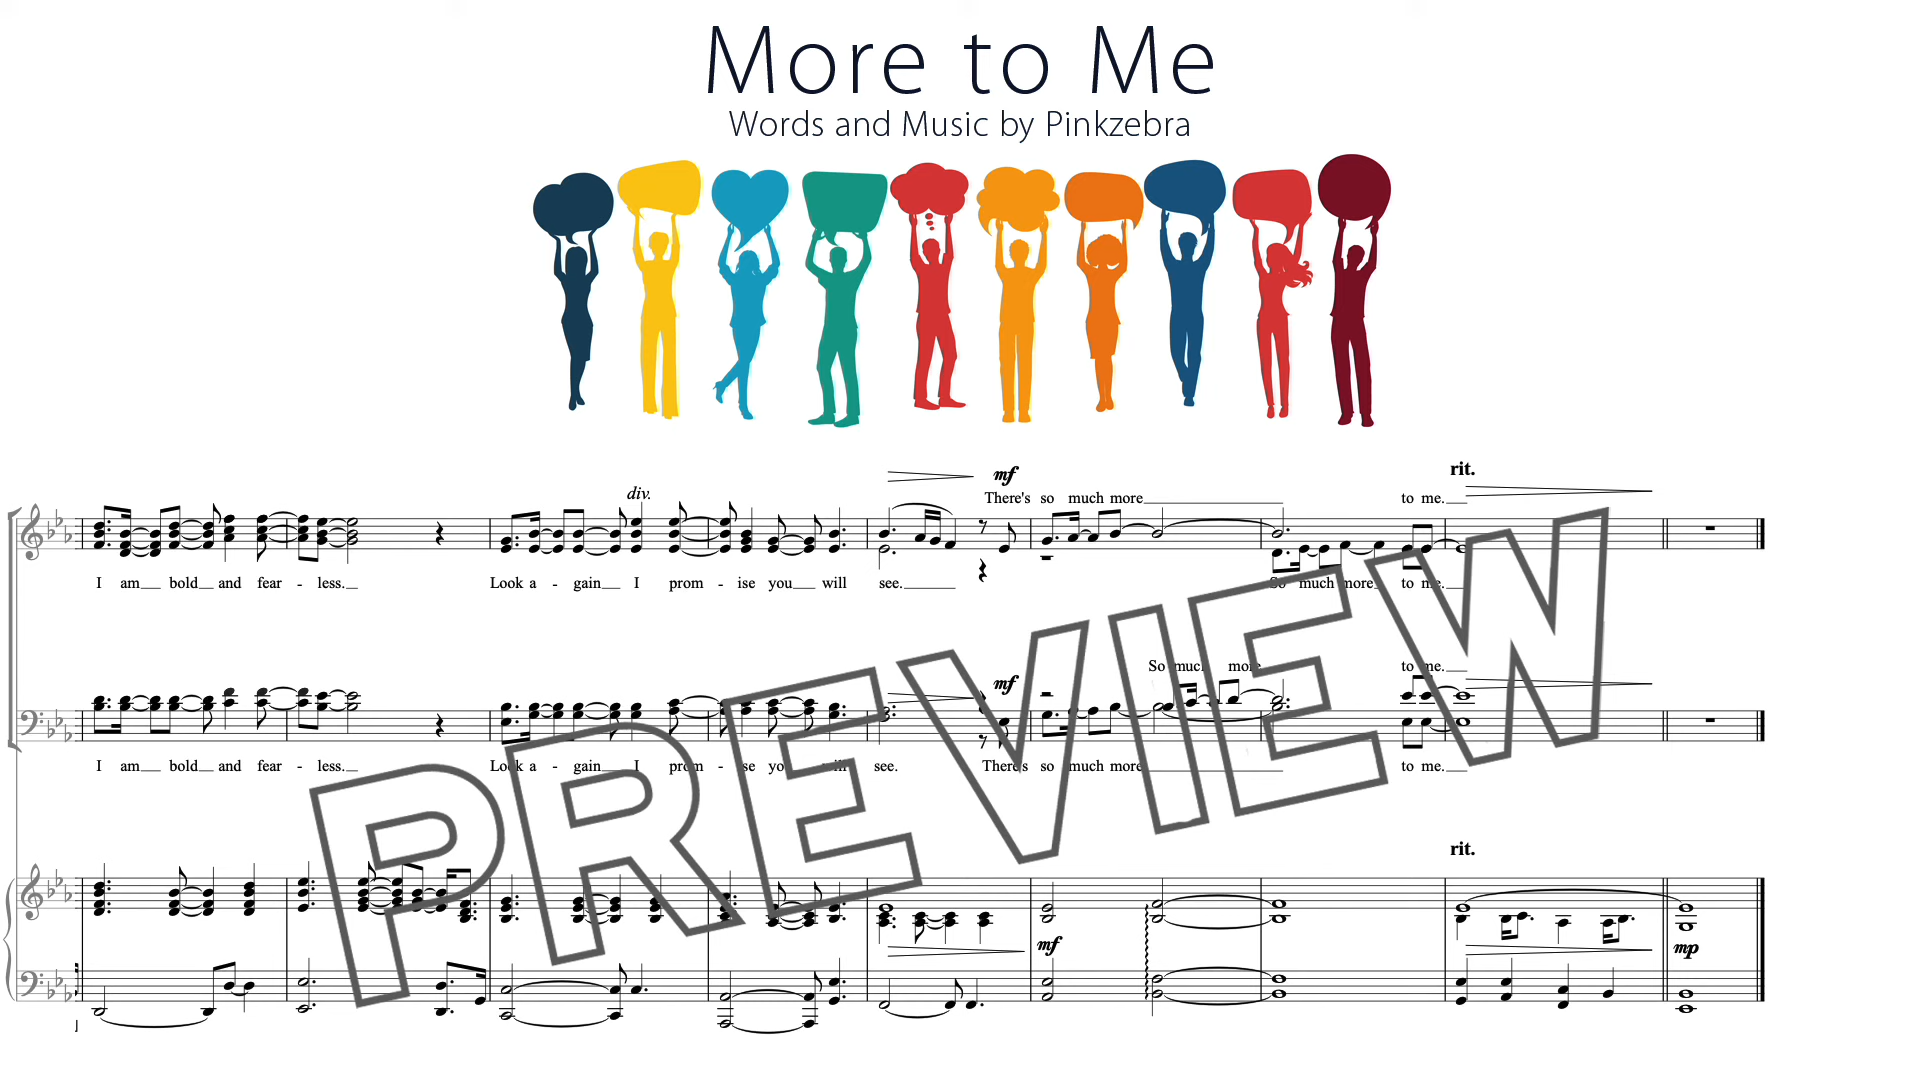 More to Me
Words and Music by Pinkzebra
rit.
mf
div.
There's so much more to me.
I am bold and fear - less. Look a - gain I prom - ise you will see. So much more to me.
mf
So much more to me.
I am bold and fear - less. Look a - gain I prom - ise you will see. There's so much more to me.
rit.
mf
mp
PREVIEW